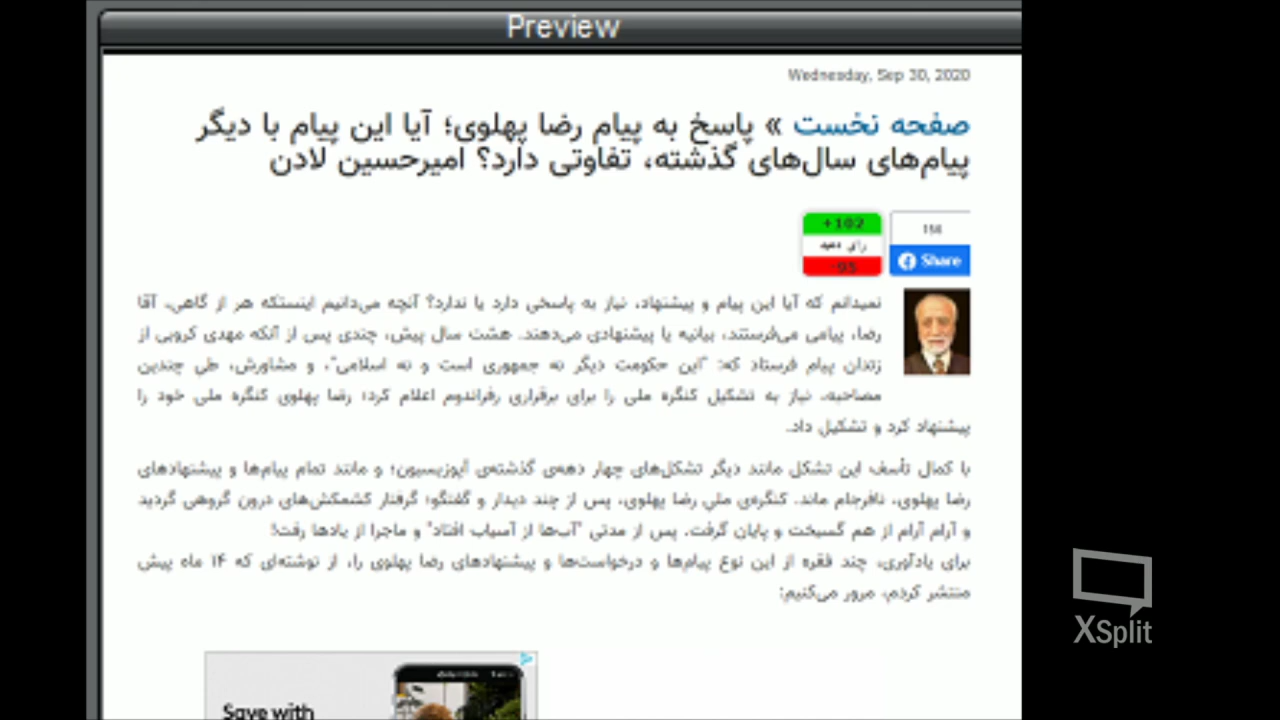 Preview
Wednesday, Sep 30, 2020
صفحه نخست » پاسخ به پیام رضا پهلوی؛ آیا این پیام با دیگر
پیام‌های سال‌های گذشته، تفاوتی دارد؟ امیرحسین لادن
+102
رای دهید
-95
156
Share
نمیدانم که آیا این پیام و پیشنهاد، نیاز به پاسخی دارد یا ندارد؟ آنچه می‌دانیم اینستکه هر از گاهی، آقا
رضا، پیامی می‌فرستند، بیانیه یا پیشنهادی می‌دهند. هشت سال پیش، چندی پس از آنکه مهدی کروبی از
زندان پیام فرستاد که: "این حکومت دیگر نه جمهوری است و نه اسلامی"، و مشاورش، طی چندین
مصاحبه، نیاز به تشکیل کنگره ملی را برای برقراری رفراندوم اعلام کرد؛ رضا پهلوی کنگره ملی خود را
پیشنهاد کرد و تشکیل داد.
با کمال تأسف این تشکل مانند دیگر تشکل‌های چهار دهه‌ی گذشته‌ی اپوزیسیون؛ و مانند تمام پیام‌ها و پیشنهادهای
رضا پهلوی، نافرجام ماند. کنگره‌ی ملی رضا پهلوی، پس از چند دیدار و گفتگو؛ گرفتار کشمکش‌های درون گروهی گردید
و آرام آرام از هم گسیخت و پایان گرفت. پس از مدتی "آب‌ها از آسیاب افتاد" و ماجرا از یادها رفت!
برای یادآوری، چند فقره از این نوع پیام‌ها و درخواست‌ها و پیشنهادهای رضا پهلوی را، از نوشته‌ای که ۱۴ ماه پیش
منتشر کردم، مرور می‌کنیم:
Save with
XSplit